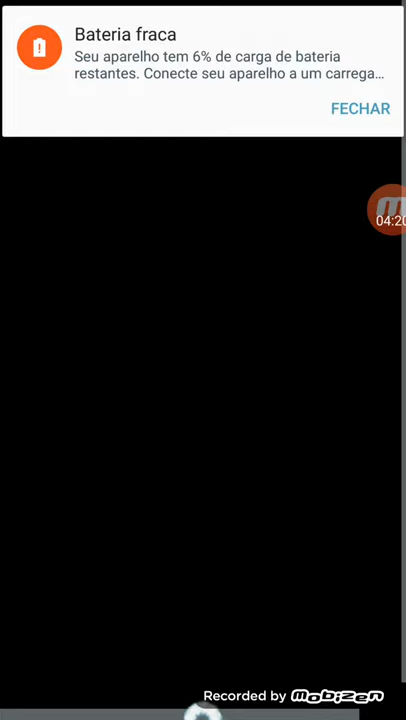 Bateria fraca
Seu aparelho tem 6% de carga de bateria
restantes. Conecte seu aparelho a um carrega...
FECHAR
04:20
Recorded by Mobizen